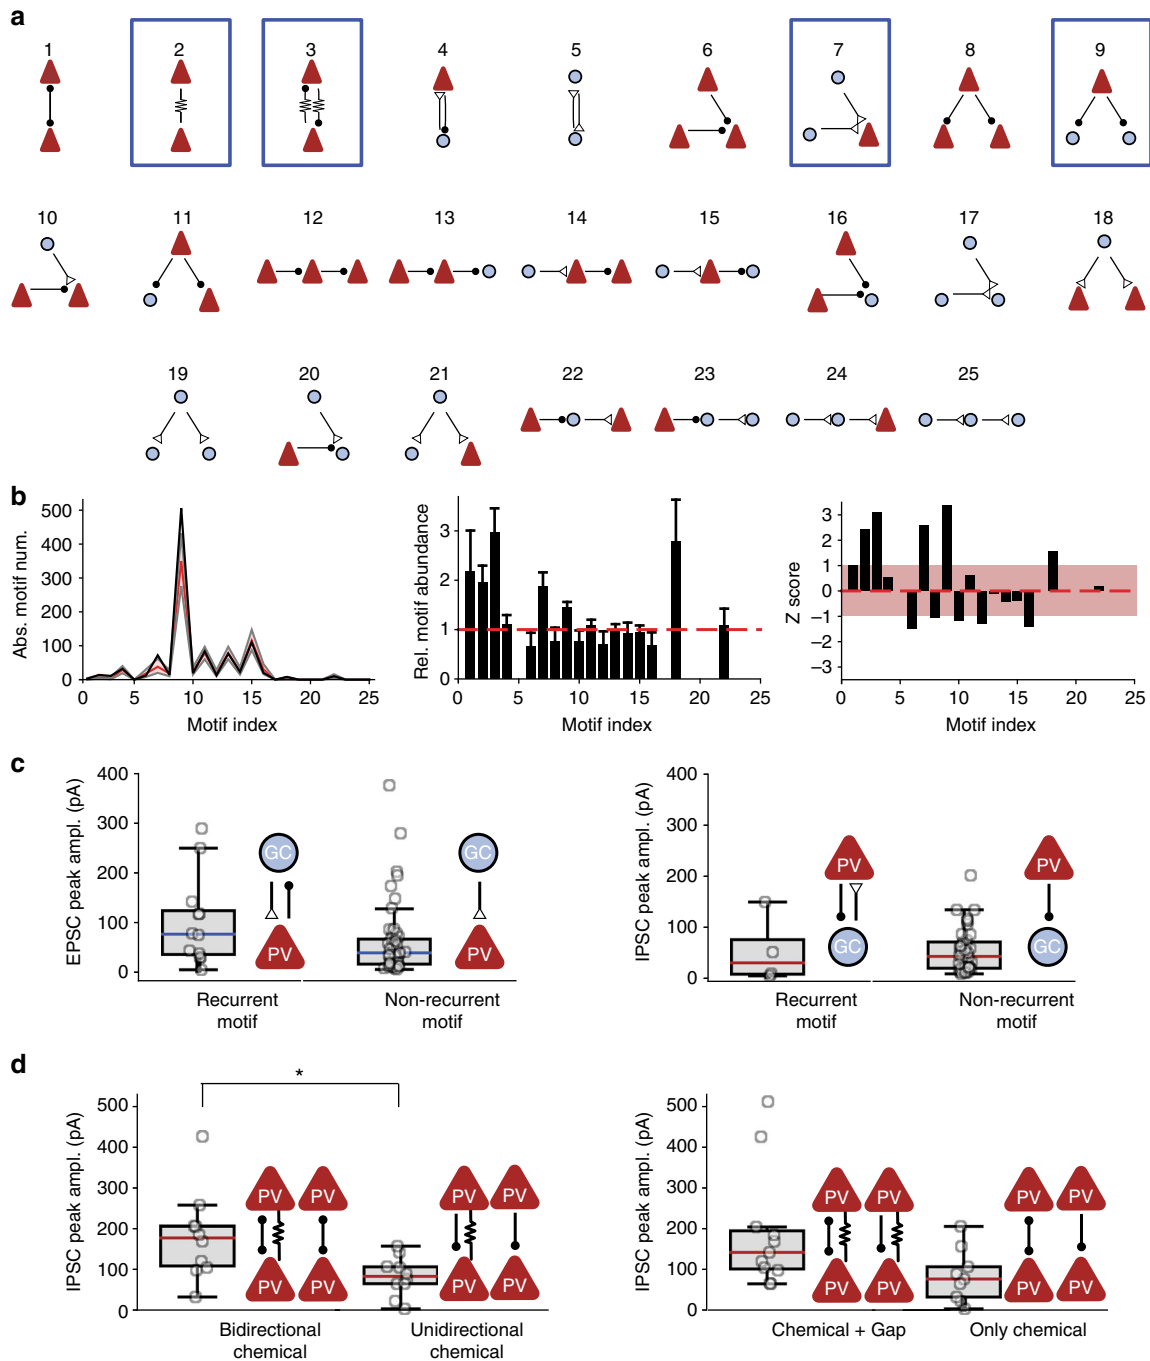 a
1 2 3 4 5 6 7 8 9
10 11 12 13 14 15 16 17 18
19 20 21 22 23 24 25
b
Abs. motif num.
500
400
300
200
100
0
0 5 10 15 20 25
Motif index
Rel. motif abundance
3
2
1
0
0 5 10 15 20 25
Motif index
Z score
3
2
1
0
−1
−2
−3
0 5 10 15 20 25
Motif index
c
EPSC peak ampl. (pA)
400
300
200
100
0
GC
PV
GC
PV
Recurrent
motif
Non-recurrent
motif
IPSC peak ampl. (pA)
400
300
200
100
0
PV
GC
PV
GC
Recurrent
motif
Non-recurrent
motif
d
*
IPSC peak ampl. (pA)
500
400
300
200
100
0
PV PV
PV PV
PV PV
PV PV
Bidirectional
chemical
Unidirectional
chemical
IPSC peak ampl. (pA)
500
400
300
200
100
0
PV PV
PV PV
PV PV
PV PV
Chemical + Gap
Only chemical